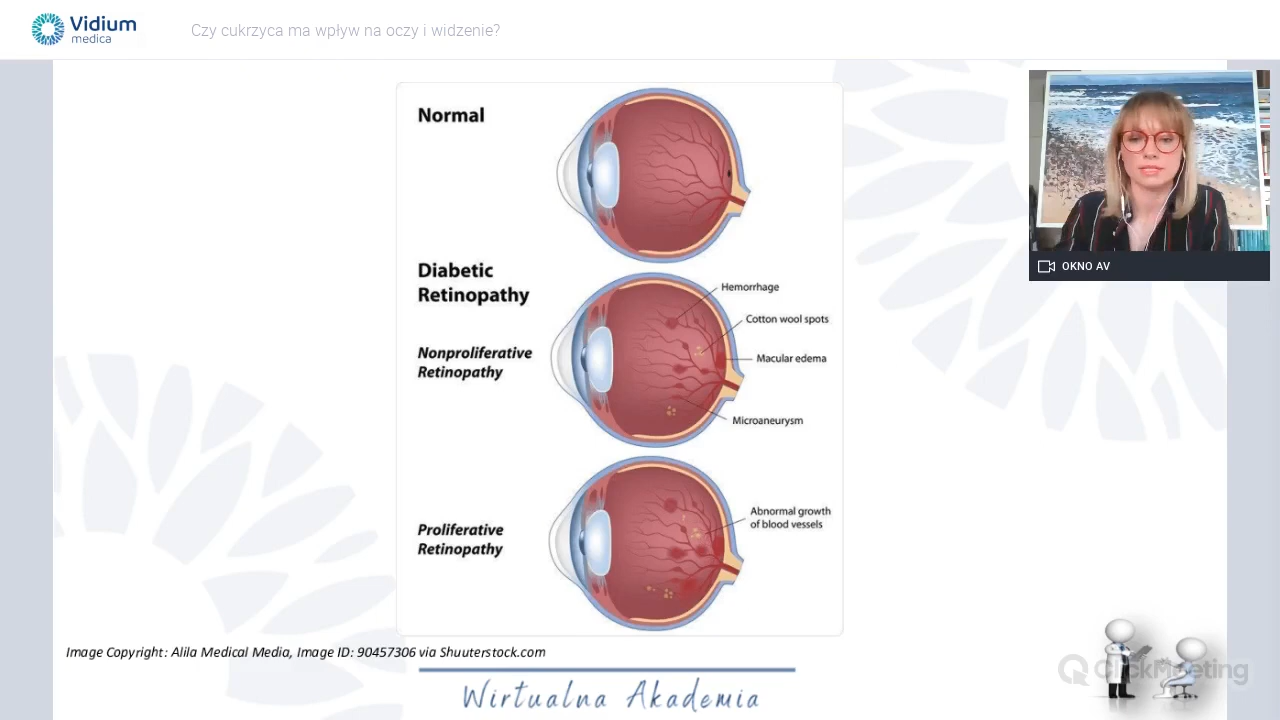 Vidium
medica
Czy cukrzyca ma wpływ na oczy i widzenie?
OKNO AV
Normal
Diabetic
Retinopathy
Nonproliferative
Retinopathy
Hemorrhage
Cotton wool spots
Macular edema
Microaneurysm
Proliferative
Retinopathy
Abnormal growth
of blood vessels
Image Copyright: Alila Medical Media, Image ID: 90457306 via Shuuterstock.com
Wirtualna Akademia
ClickMeeting